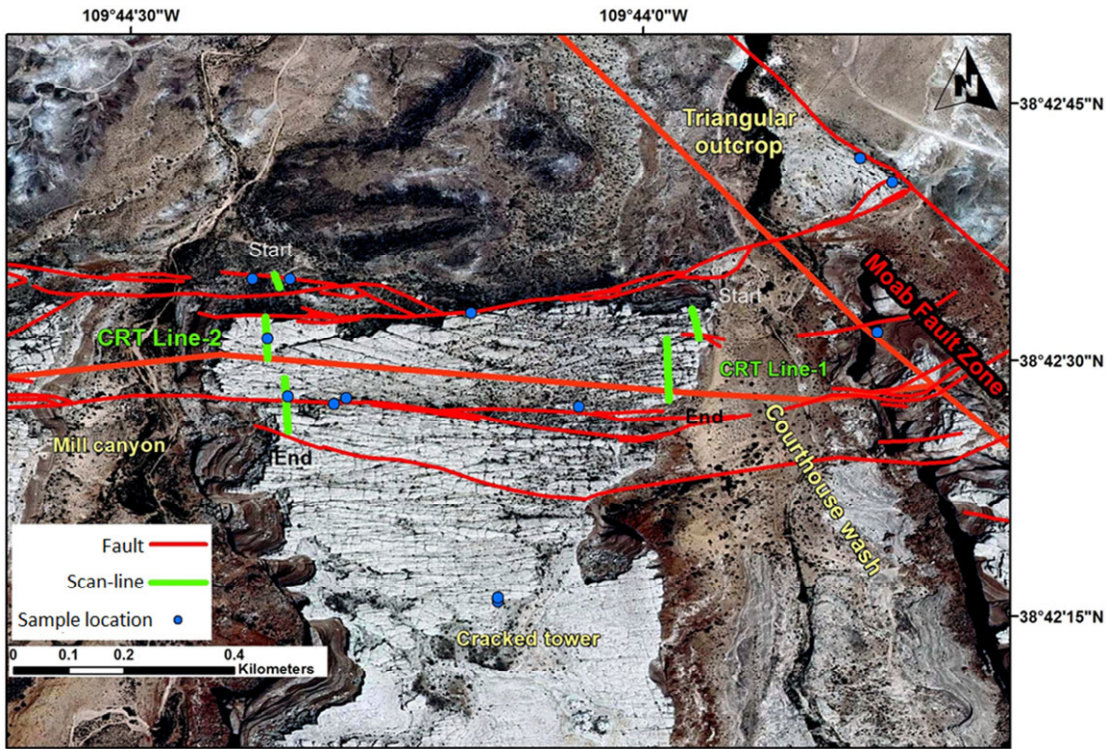 109°44'30"W
109°44'0"W
N
38°42'45"N
Triangular
outcrop
Start
Moab Fault Zone
Start
CRT Line-2
38°42'30"N
CRT Line-1
End
Courthouse wash
Mill canyon
End
Fault
Scan-line
Sample location
38°42'15"N
Cracked tower
0 0.1 0.2 0.4
Kilometers